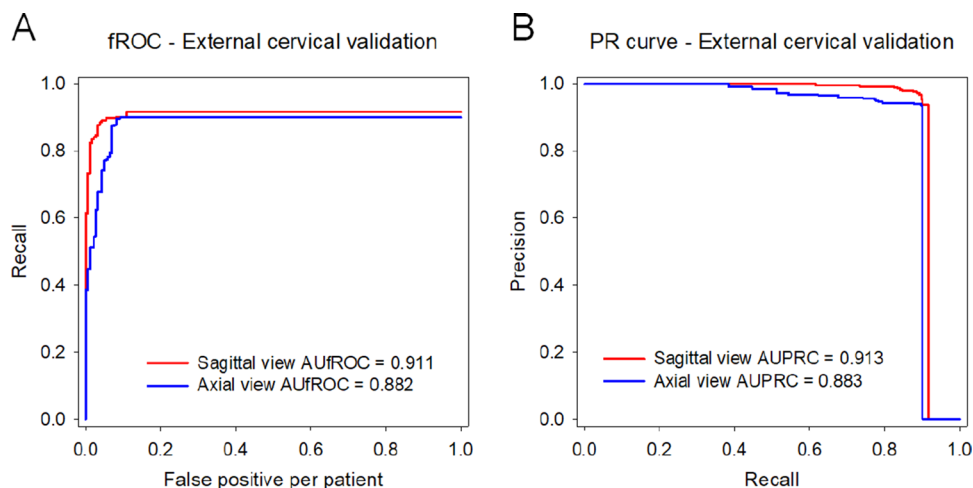 A
fROC - External cervical validation
1.0
0.8
0.6
0.4
0.2
0.0
Recall
Sagittal view AUfROC = 0.911
Axial view AUfROC = 0.882
0.0 0.2 0.4 0.6 0.8 1.0
False positive per patient
B
PR curve - External cervical validation
1.0
0.8
0.6
0.4
0.2
0.0
Precision
Sagittal view AUPRC = 0.913
Axial view AUPRC = 0.883
0.0 0.2 0.4 0.6 0.8 1.0
Recall